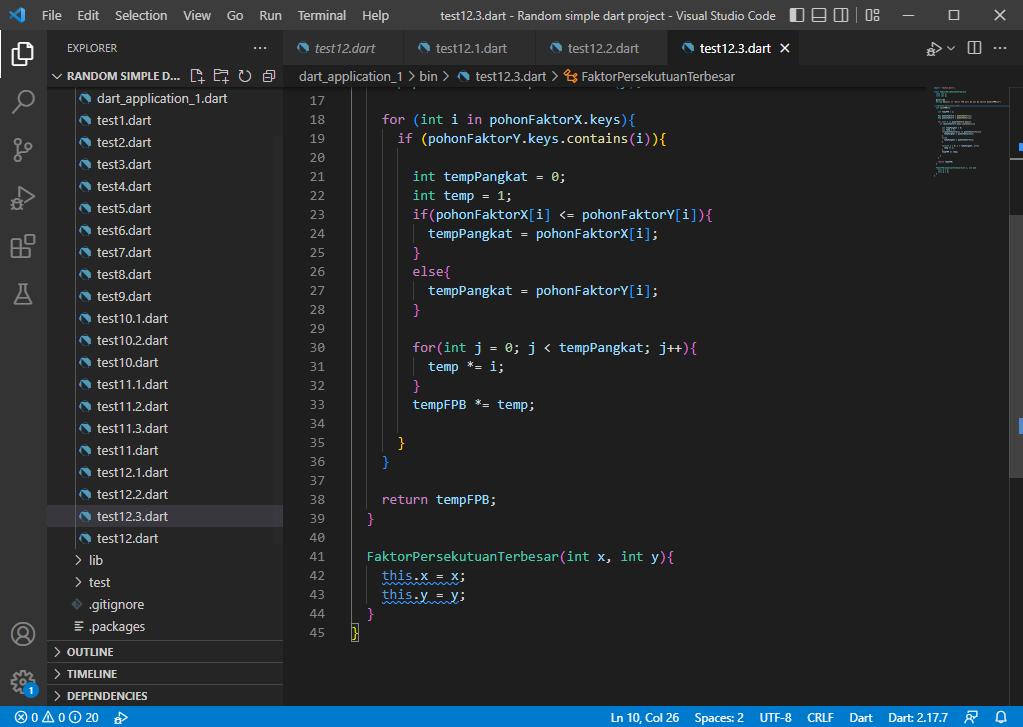 File Edit Selection View Go Run Terminal Help test12.3.dart - Random simple dart project - Visual Studio Code
EXPLORER
RANDOM SIMPLE D...
dart_application_1.dart
test1.dart
test2.dart
test3.dart
test4.dart
test5.dart
test6.dart
test7.dart
test8.dart
test9.dart
test10.1.dart
test10.2.dart
test10.dart
test11.1.dart
test11.2.dart
test11.3.dart
test11.dart
test12.1.dart
test12.2.dart
test12.3.dart
test12.dart
lib
test
.gitignore
.packages
OUTLINE
TIMELINE
DEPENDENCIES
1
test12.dart test12.1.dart test12.2.dart test12.3.dart
dart_application_1 > bin > test12.3.dart > FaktorPersekutuanTerbesar
17
18 for (int i in pohonFaktorX.keys){
19 if (pohonFaktorY.keys.contains(i)){
20
21 int tempPangkat = 0;
22 int temp = 1;
23 if(pohonFaktorX[i] <= pohonFaktorY[i]){
24 tempPangkat = pohonFaktorX[i];
25 }
26 else{
27 tempPangkat = pohonFaktorY[i];
28 }
29
30 for(int j = 0; j < tempPangkat; j++){
31 temp *= i;
32 }
33 tempFPB *= temp;
34
35 }
36 }
37
38 return tempFPB;
39 }
40
41 FaktorPersekutuanTerbesar(int x, int y){
42 this.x = x;
43 this.y = y;
44 }
45 }
0 0 20 Ln 10, Col 26 Spaces: 2 UTF-8 CRLF Dart Dart: 2.17.7